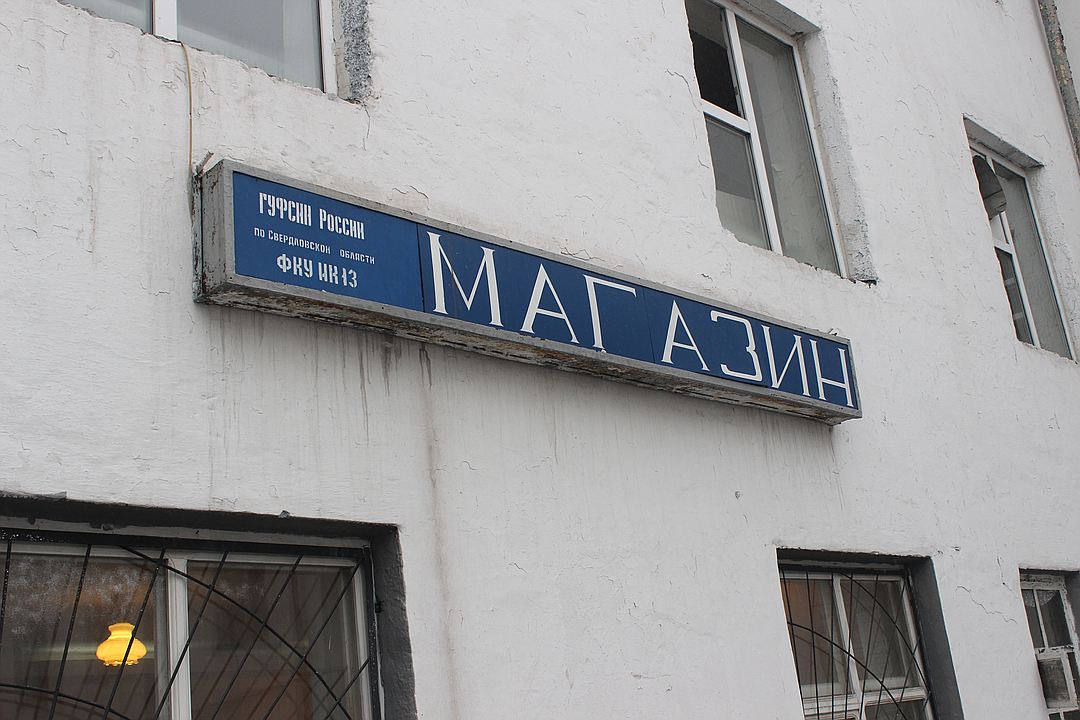 ГУФСИН РОССИИ
по Свердловской области
ФКУ ИК-13
МАГАЗИН